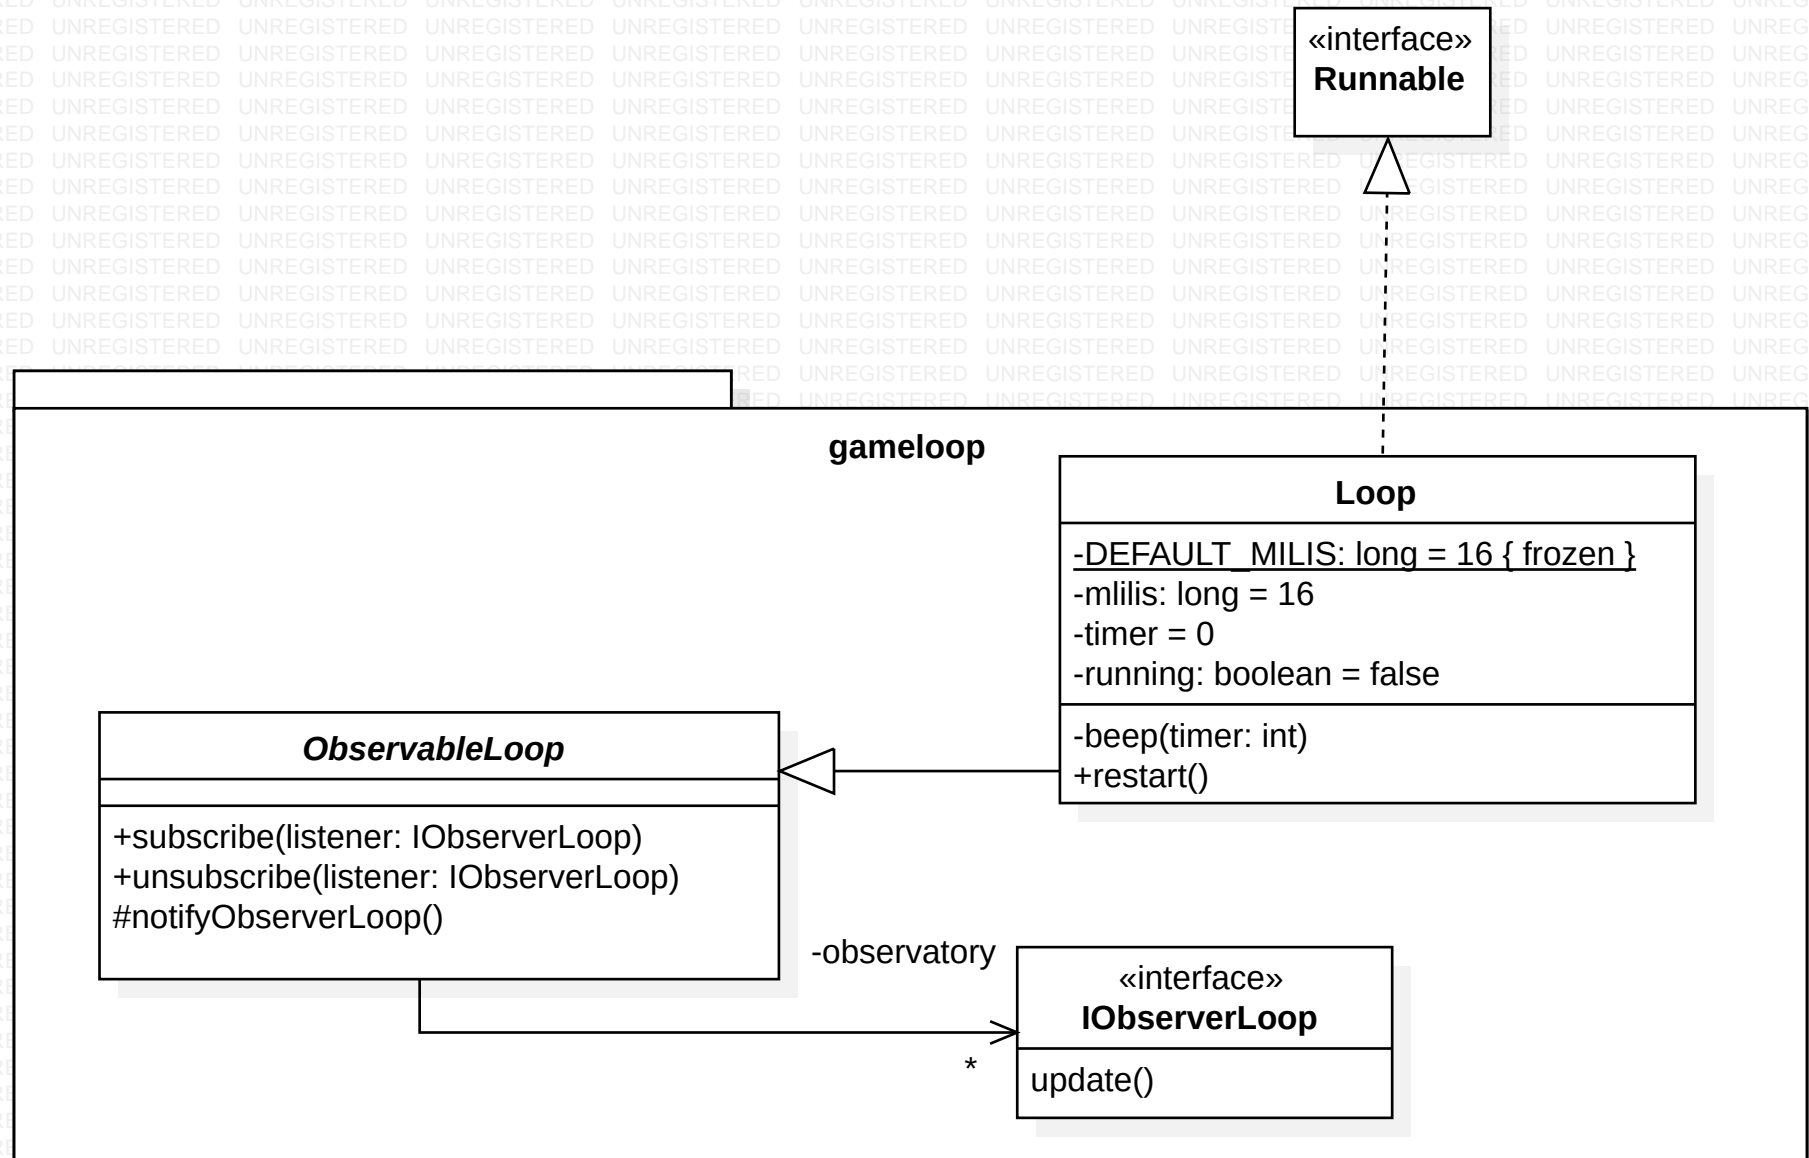 «interface»
Runnable
gameloop
Loop
-DEFAULT_MILIS: long = 16 { frozen }
-mlilis: long = 16
-timer = 0
-running: boolean = false
-beep(timer: int)
+restart()
ObservableLoop
+subscribe(listener: IObserverLoop)
+unsubscribe(listener: IObserverLoop)
#notifyObserverLoop()
-observatory
*
«interface»
IObserverLoop
update()
UNREGISTERED